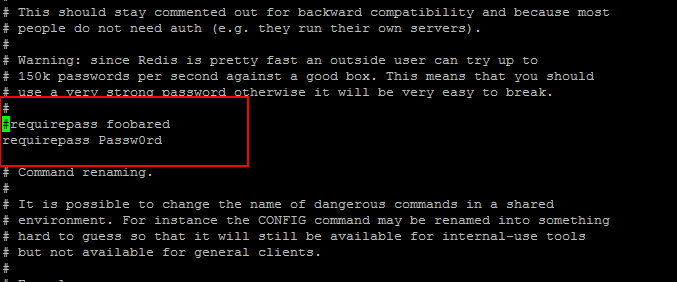 # This should stay commented out for backward compatibility and because most
# people do not need auth (e.g. they run their own servers).
#
# Warning: since Redis is pretty fast an outside user can try up to
# 150k passwords per second against a good box. This means that you should
# use a very strong password otherwise it will be very easy to break.
#
#requirepass foobared
requirepass Passw0rd
# Command renaming.
#
# It is possible to change the name of dangerous commands in a shared
# environment. For instance the CONFIG command may be renamed into something
# hard to guess so that it will still be available for internal-use tools
# but not available for general clients.
#